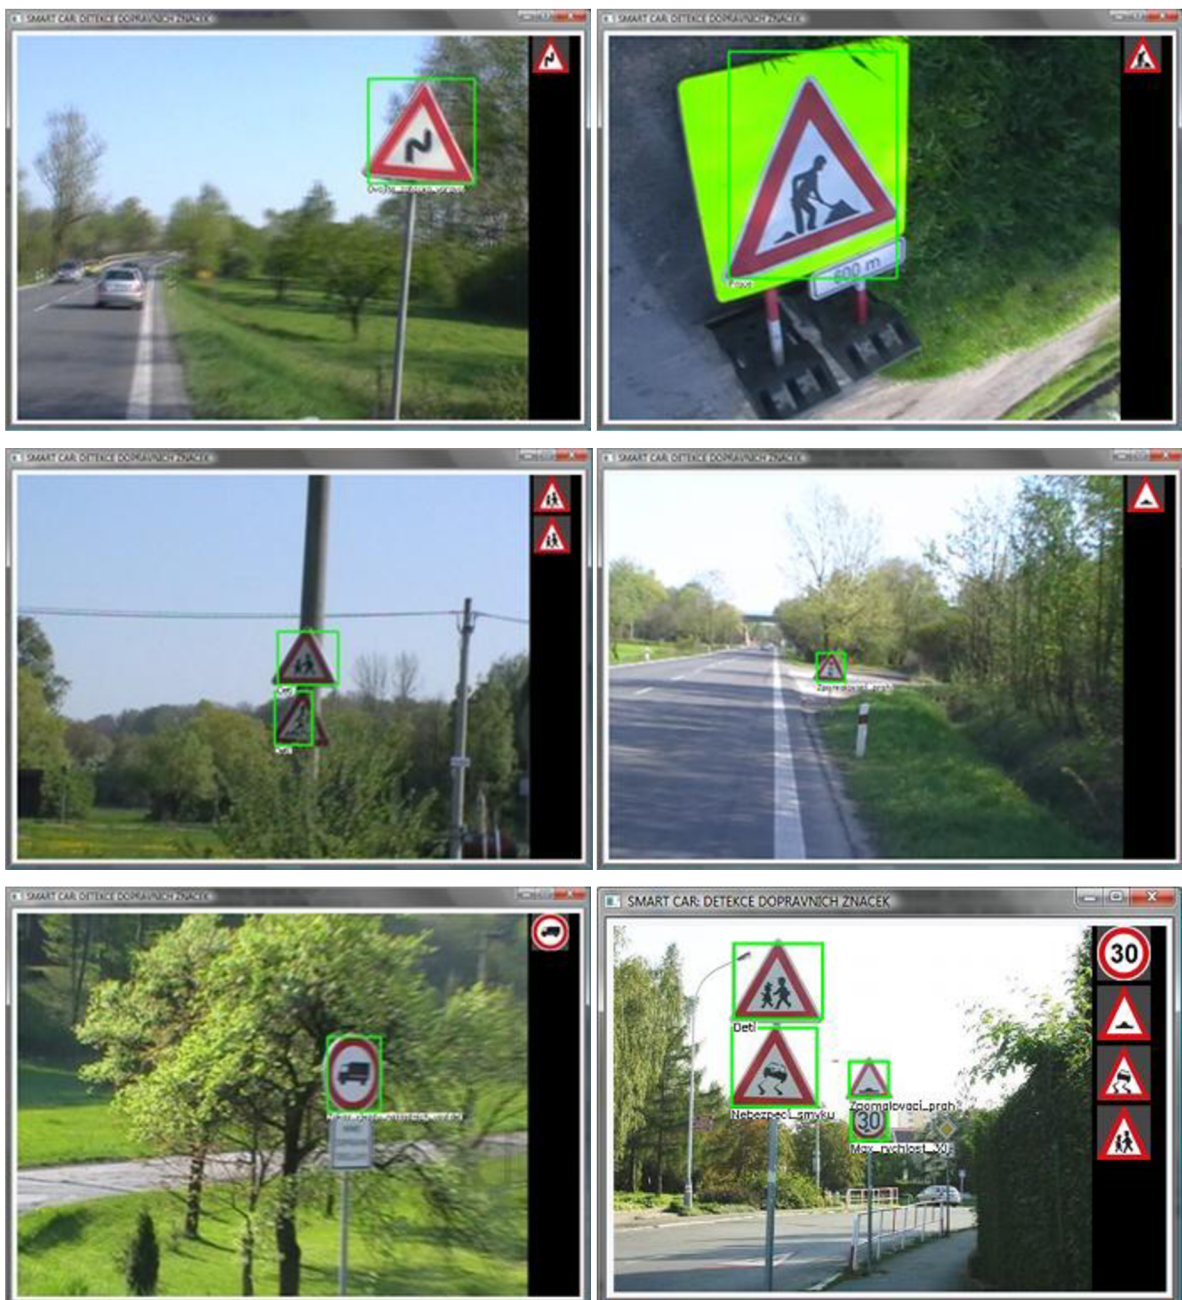 SMART CAR: DETEKCE DOPRAVNICH ZNACEK
SMART CAR: DETEKCE DOPRAVNICH ZNACEK
Prace
600 m
SMART CAR: DETEKCE DOPRAVNICH ZNACEK
SMART CAR: DETEKCE DOPRAVNICH ZNACEK
Deti
Deti
Zpomalovaci_prah
SMART CAR: DETEKCE DOPRAVNICH ZNACEK
SMART CAR: DETEKCE DOPRAVNICH ZNACEK
30
Deti
Nebezpeci_smyku
Zpomalovaci_prah
30
Max_rychlost_30